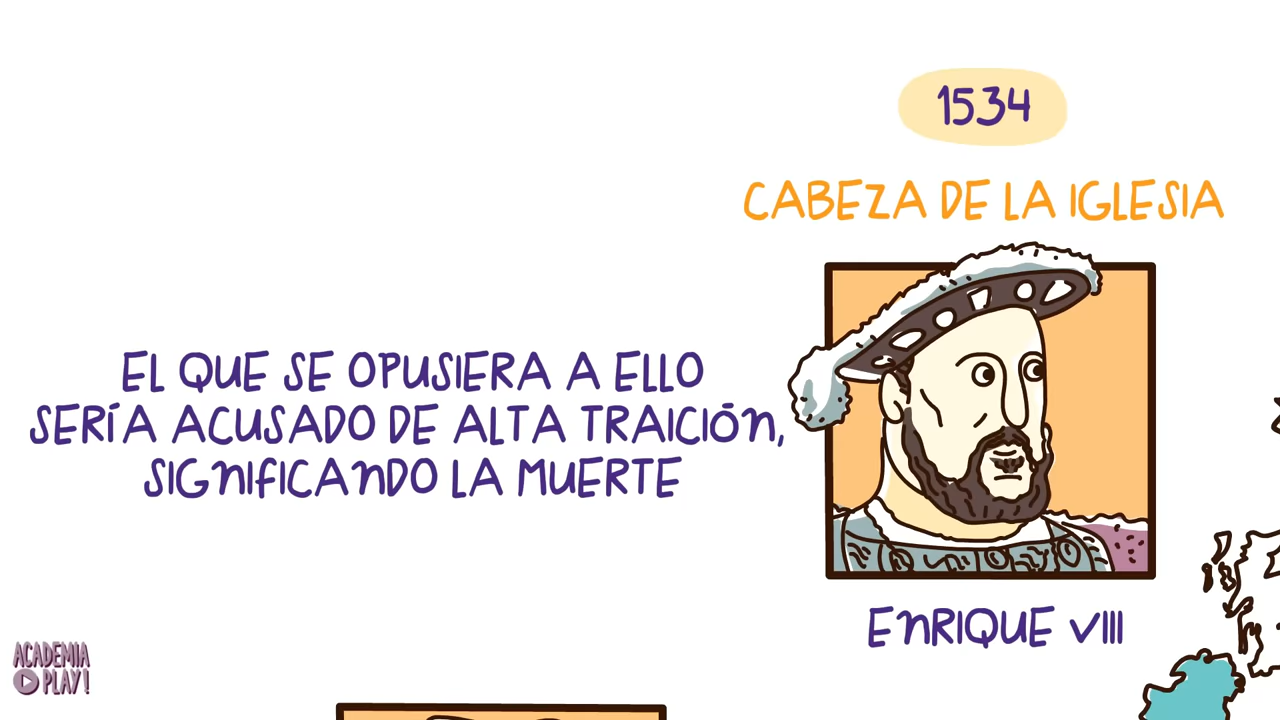 1534
CABEZA DE LA IGLESIA
EL QUE SE OPUSIERA A ELLO
SERÍA ACUSADO DE ALTA TRAICIÓN,
SIGNIFICANDO LA MUERTE
ENRIQUE VIII
ACADEMIA
PLAY!